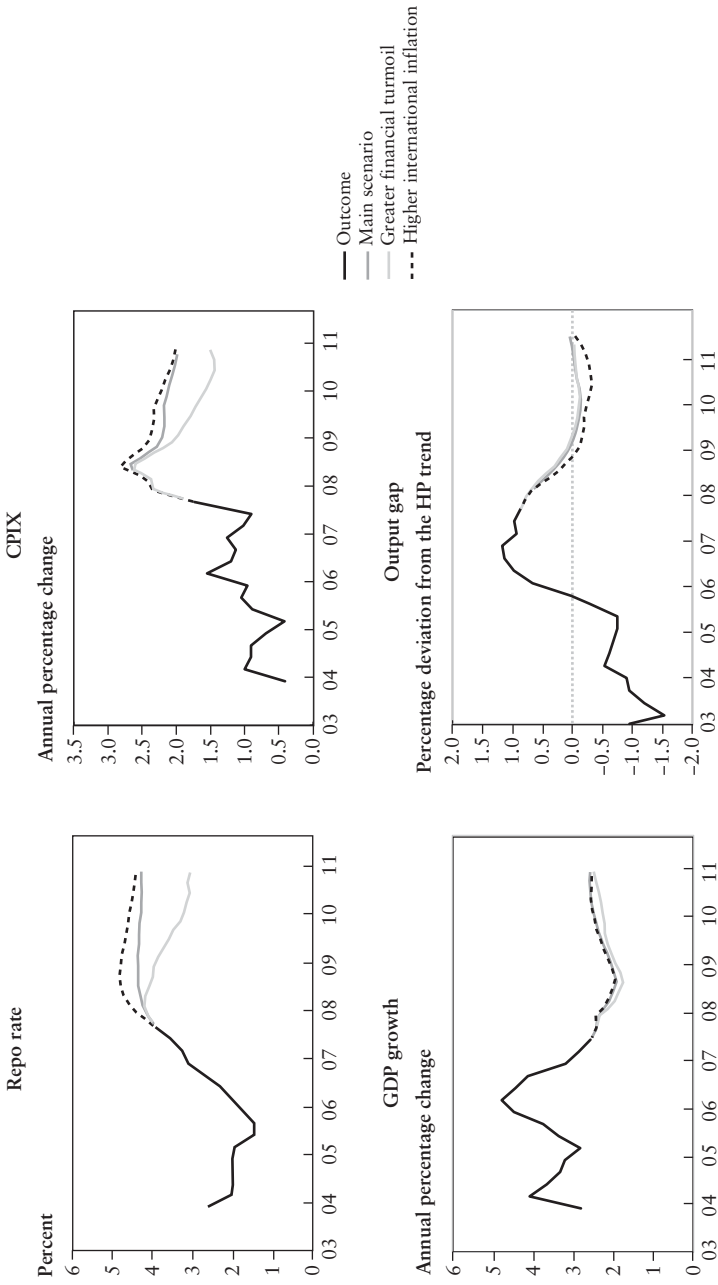 Repo rate
Percent
6
5
4
3
2
1
0
03 04 05 06 07 08 09 10 11
CPIX
Annual percentage change
3.5
3.0
2.5
2.0
1.5
1.0
0.5
0.0
03 04 05 06 07 08 09 10 11
GDP growth
Annual percentage change
6
5
4
3
2
1
0
03 04 05 06 07 08 09 10 11
Output gap
Percentage deviation from the HP trend
2.0
1.5
1.0
0.5
0.0
–0.5
–1.0
–1.5
–2.0
03 04 05 06 07 08 09 10 11
Outcome
Main scenario
Greater financial turmoil
Higher international inflation